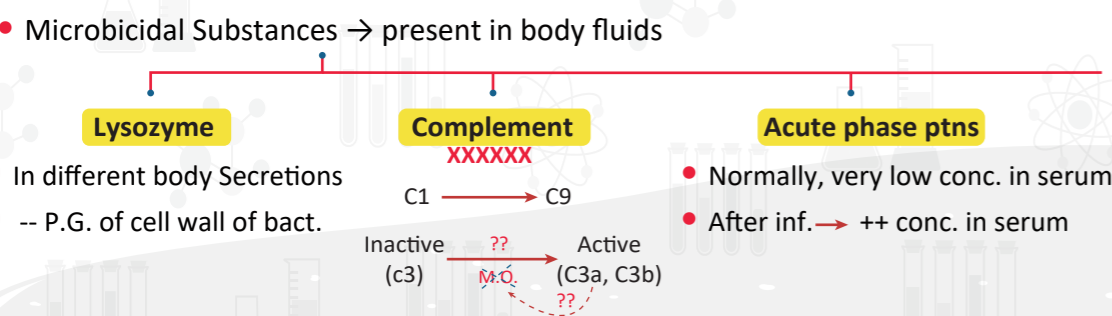 • Microbicidal Substances → present in body fluids
Lysozyme
In different body Secretions
-- P.G. of cell wall of bact.
Complement
XXXXXX
C1 → C9
Inactive
(c3)
??
M.O.
Active
(C3a, C3b)
??
Acute phase ptns
• Normally, very low conc. in serum
• After inf. → ++ conc. in serum